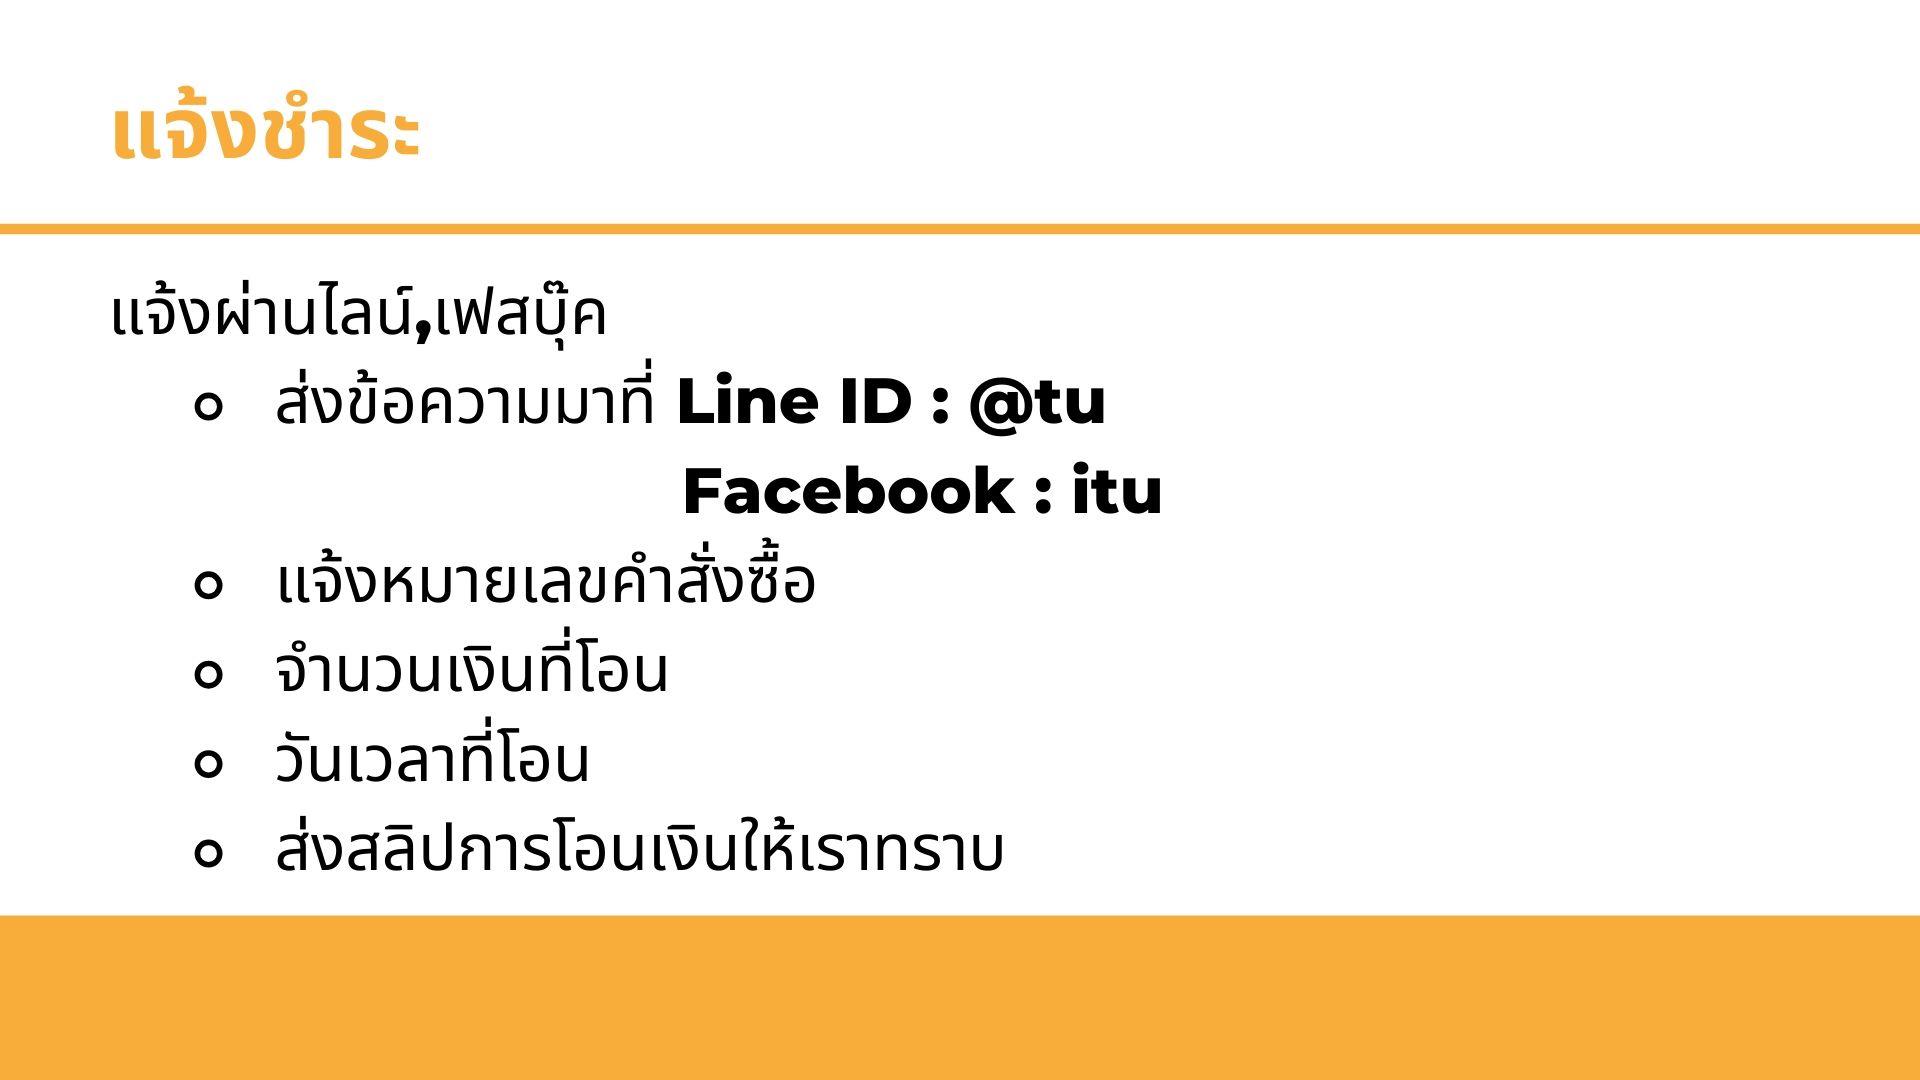 แจ้งชำระ
แจ้งผ่านไลน์,เฟสบุ๊ค
ส่งข้อความมาที่ Line ID : @tu
Facebook : itu
แจ้งหมายเลขคำสั่งซื้อ
จำนวนเงินที่โอน
วันเวลาที่โอน
ส่งสลิปการโอนเงินให้เราทราบ